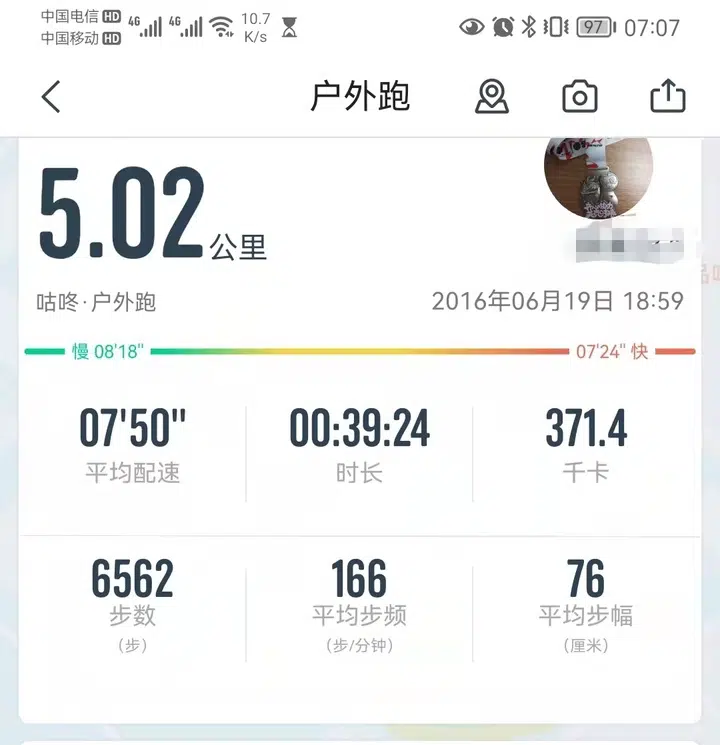 中国电信 HD 4G 4G 10.7 K/s 97 07:07
中国移动 HD
户外跑
5.02公里
咕咚·户外跑 2016年06月19日 18:59
慢 08'18" 07'24" 快
07'50" 00:39:24 371.4
平均配速 时长 千卡
6562 166 76
步数 平均步频 平均步幅
(步) (步/分钟) (厘米)